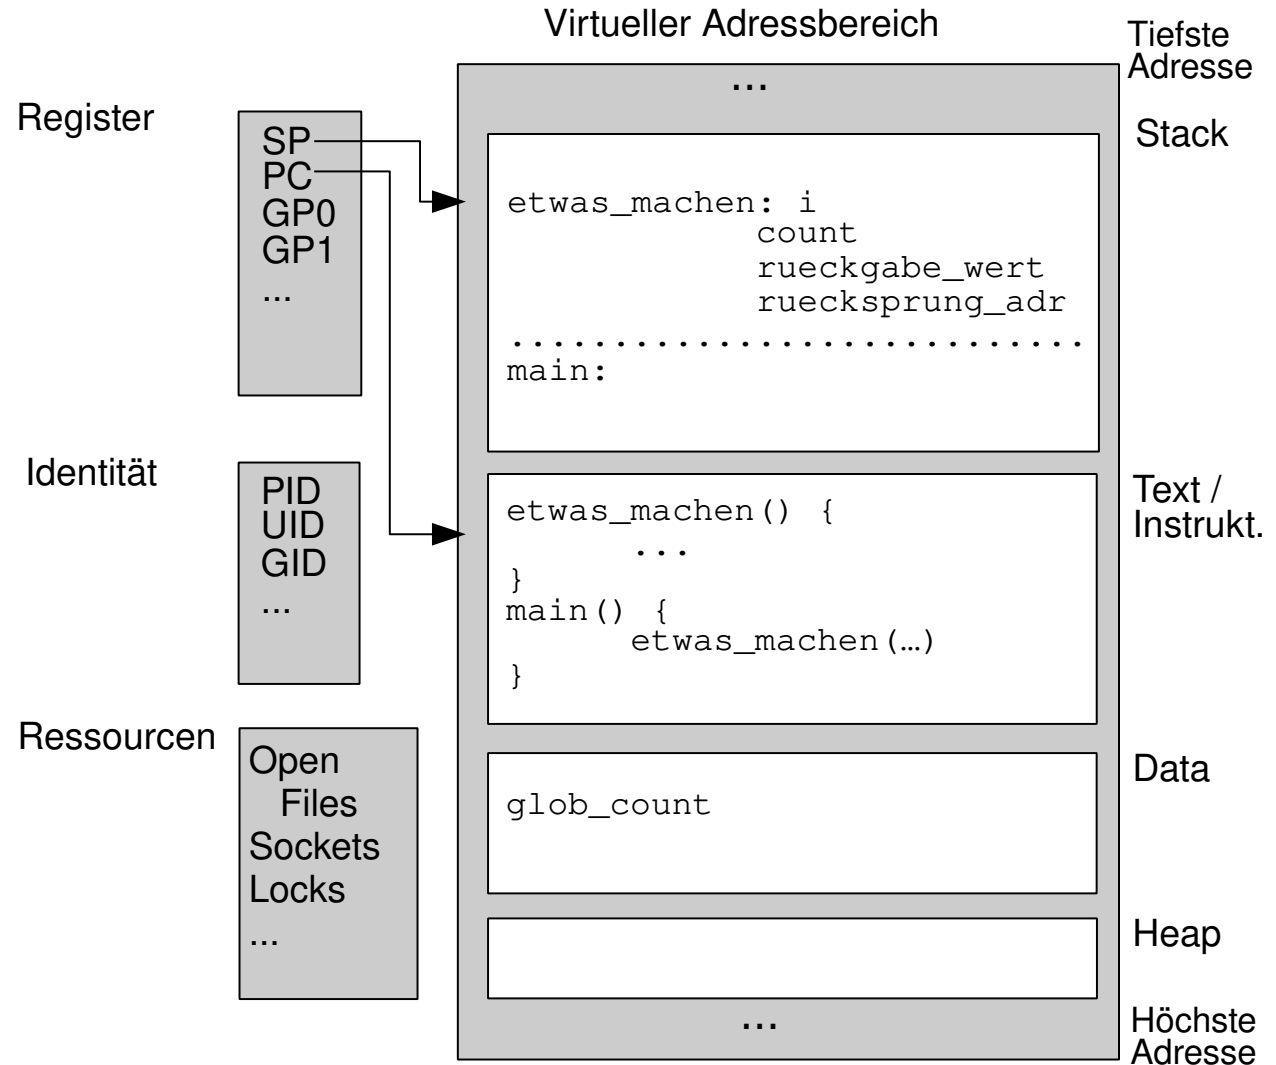 Virtueller Adressbereich
Tiefste
Adresse
...
Register
SP
PC
GP0
GP1
...
Stack
etwas_machen: i
count
rueckgabe_wert
ruecksprung_adr
............................
main:
Identität
PID
UID
GID
...
Text /
Instrukt.
etwas_machen() {
...
}
main() {
etwas_machen(…)
}
Ressourcen
Open
Files
Sockets
Locks
...
Data
glob_count
Heap
...
Höchste
Adresse